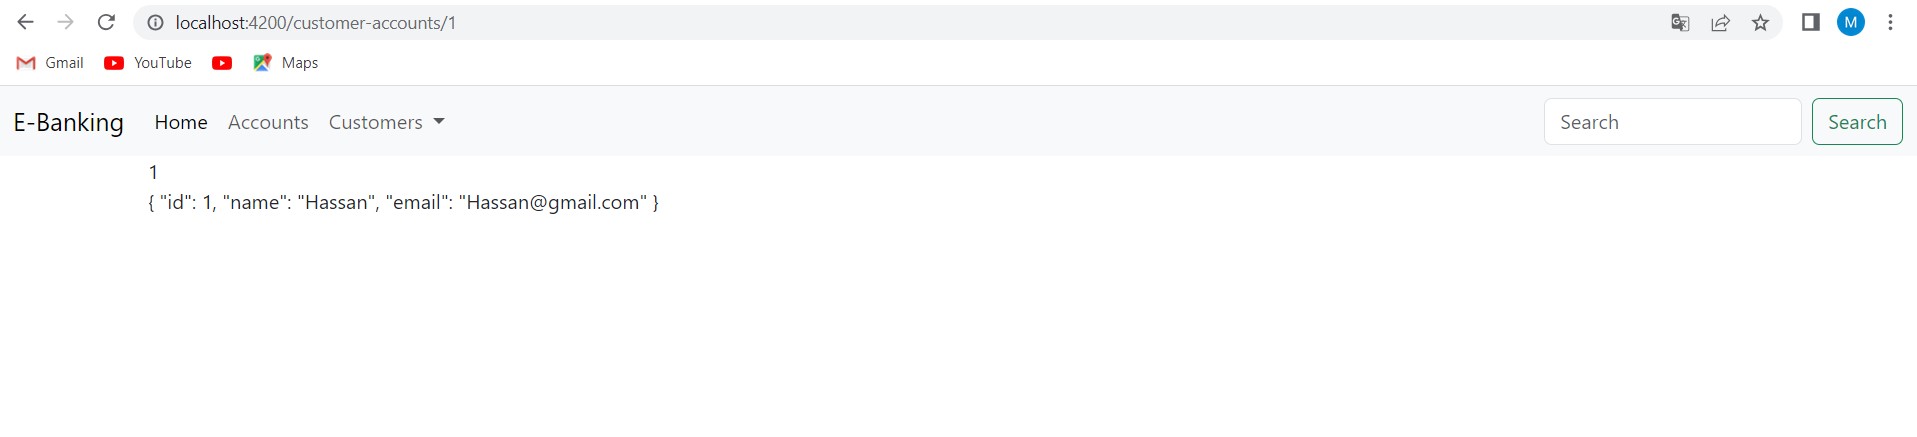 localhost:4200/customer-accounts/1
M
Gmail YouTube Maps
E-Banking Home Accounts Customers Search Search
1
{ "id": 1, "name": "Hassan", "email": "Hassan@gmail.com" }